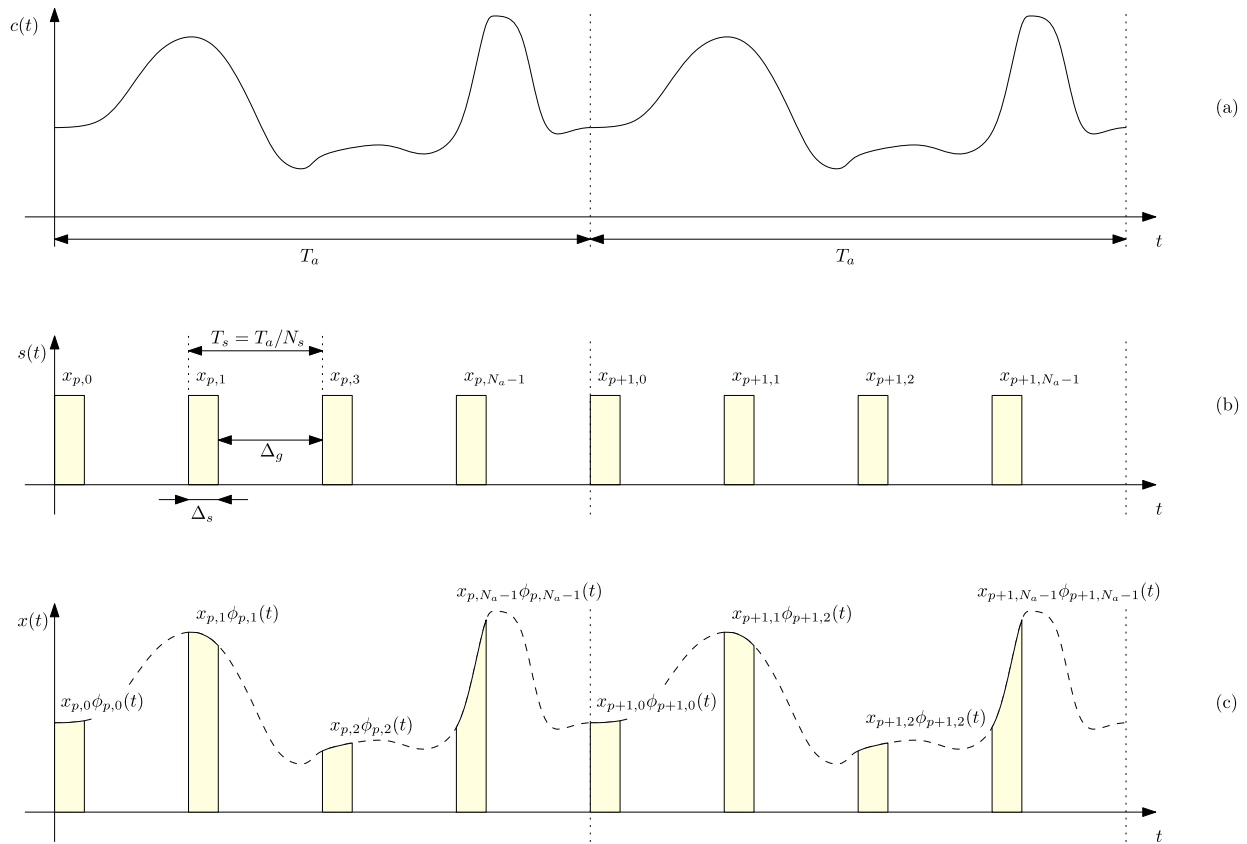 c(t)
(a)
t
T_a T_a
T_s = T_a/N_s
s(t)
x_{p,0} x_{p,1} x_{p,3} x_{p,N_a−1} x_{p+1,0} x_{p+1,1} x_{p+1,2} x_{p+1,N_a−1}
(b)
Δ_g
Δ_s
t
x_{p,N_a−1}ϕ_{p,N_a−1}(t) x_{p+1,N_a−1}ϕ_{p+1,N_a−1}(t)
x(t) x_{p,1}ϕ_{p,1}(t) x_{p+1,1}ϕ_{p+1,2}(t)
x_{p,0}ϕ_{p,0}(t) x_{p+1,0}ϕ_{p+1,0}(t)
(c)
x_{p,2}ϕ_{p,2}(t) x_{p+1,2}ϕ_{p+1,2}(t)
t